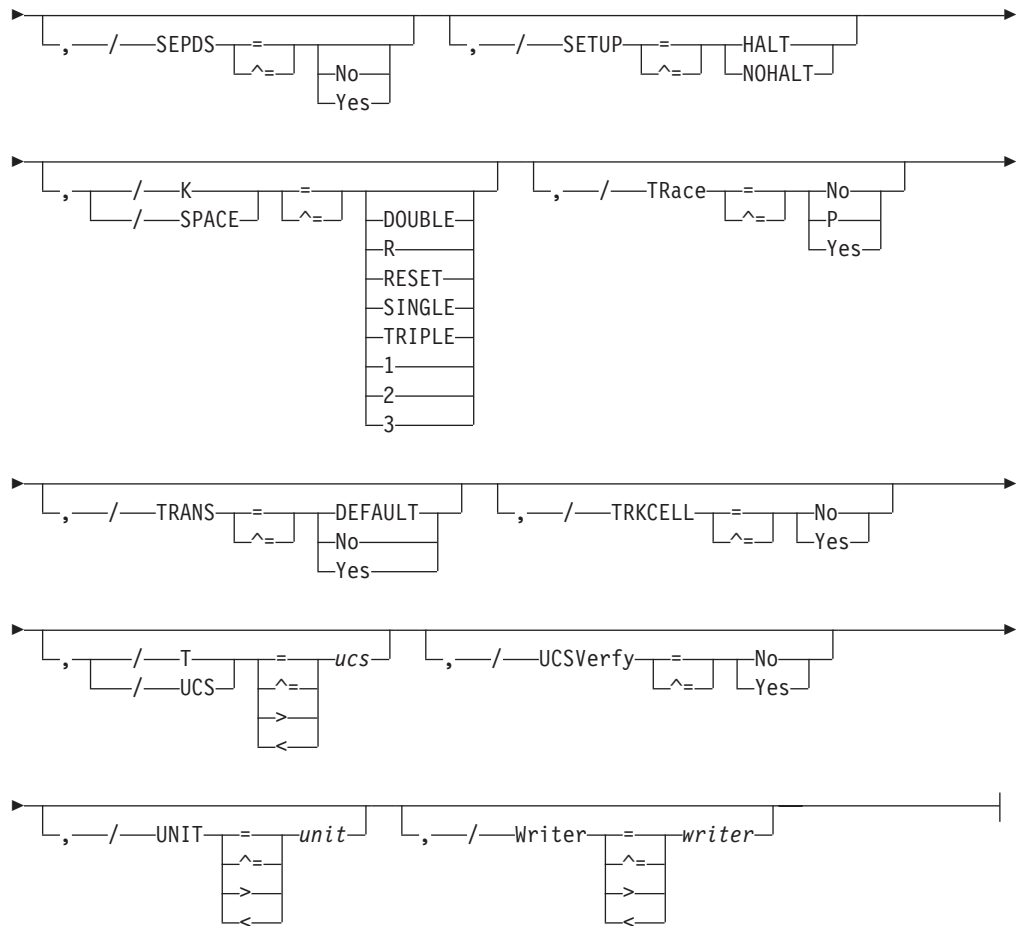 , / SEPDS = , / SETUP = HALT
^= No ^= NOHALT
Yes
, / K = , / TRace = No
/ SPACE ^= DOUBLE ^= P
R Yes
RESET
SINGLE
TRIPLE
1
2
3
, / TRANS = DEFAULT , / TRKCELL = No
^= No ^= Yes
Yes
, / T = ucs , / UCSVerfy = No
/ UCS ^= ^= Yes
>
<
, / UNIT = unit , / Writer = writer
^= ^=
> >
< <